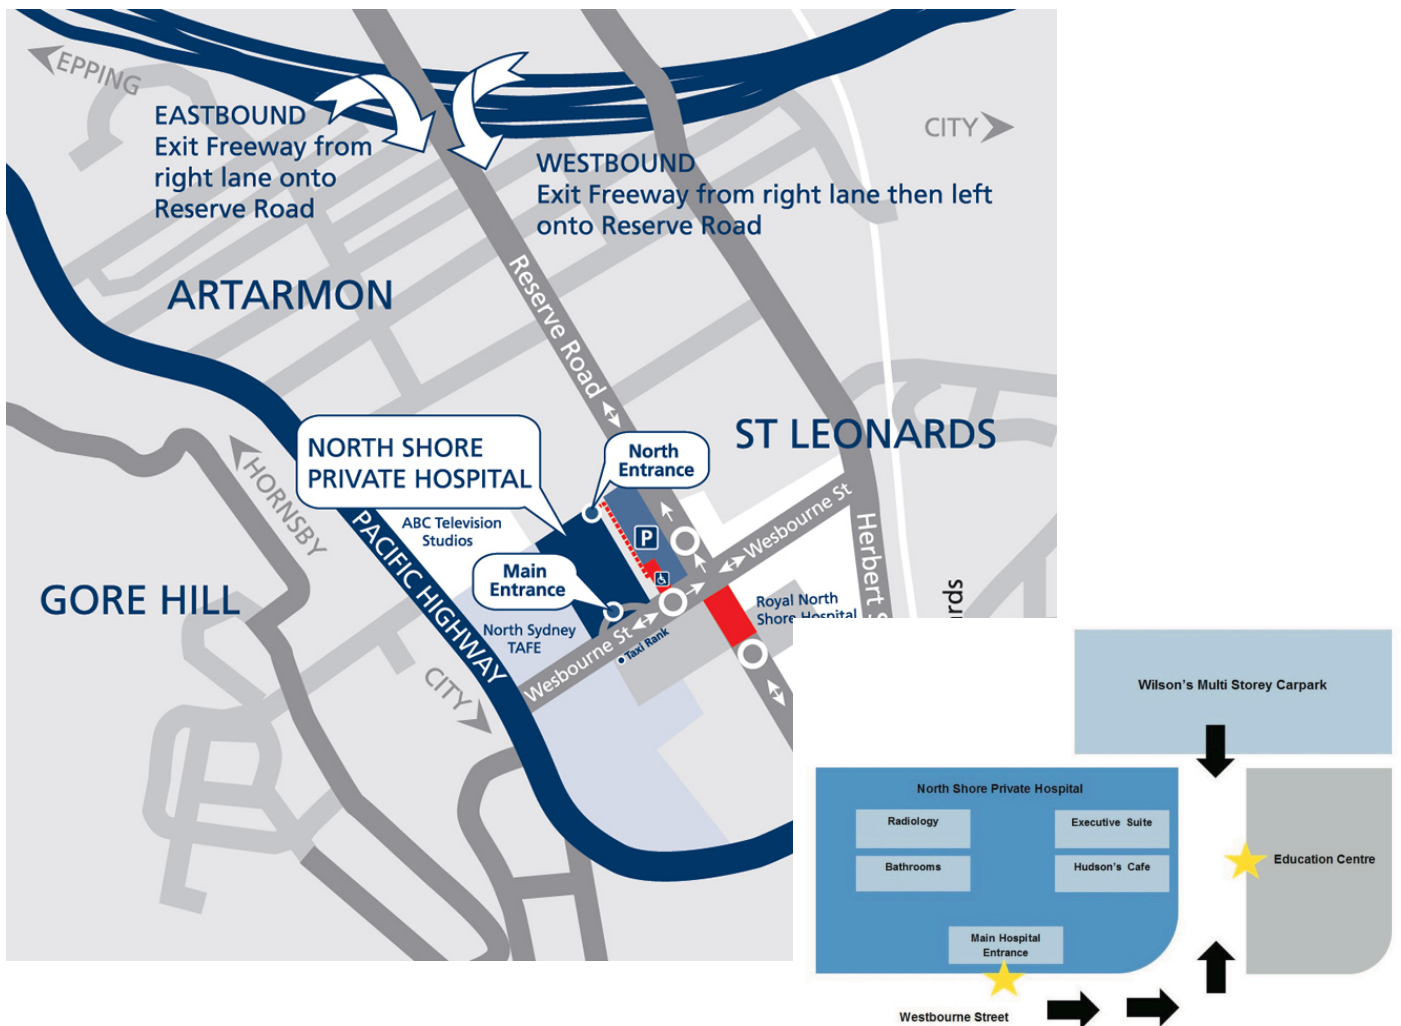 EPPING
EASTBOUND
Exit Freeway from
right lane onto
Reserve Road
CITY
WESTBOUND
Exit Freeway from right lane then left
onto Reserve Road
ARTARMON
Reserve Road
NORTH SHORE
PRIVATE HOSPITAL
North
Entrance
ST LEONARDS
HORNSBY
PACIFIC HIGHWAY
ABC Television
Studios
P
Wesbourne St
Herbert S
Main
Entrance
GORE HILL
North Sydney
TAFE
Wesbourne St
Taxi Rank
Royal North
Shore Hospital
CITY
Wilson's Multi Storey Carpark
North Shore Private Hospital
Radiology
Executive Suite
Bathrooms
Hudson's Cafe
Education Centre
Main Hospital
Entrance
Westbourne Street